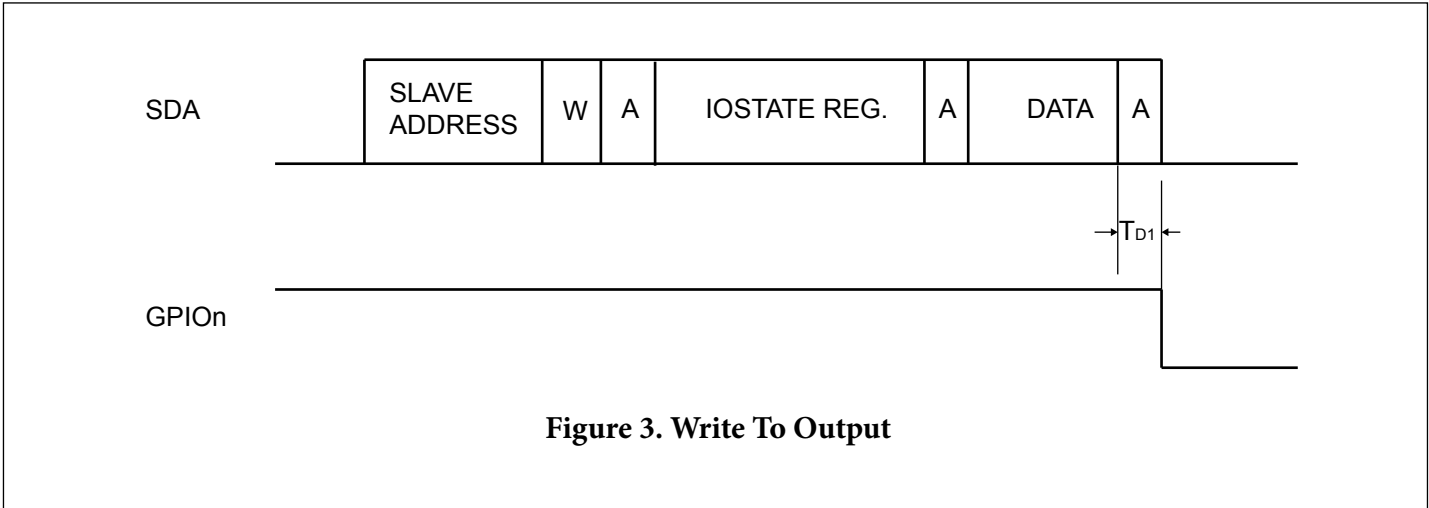 SDA
SLAVE
ADDRESS
W
A
IOSTATE REG.
A
DATA
A
TD1
GPIOn
Figure 3. Write To Output